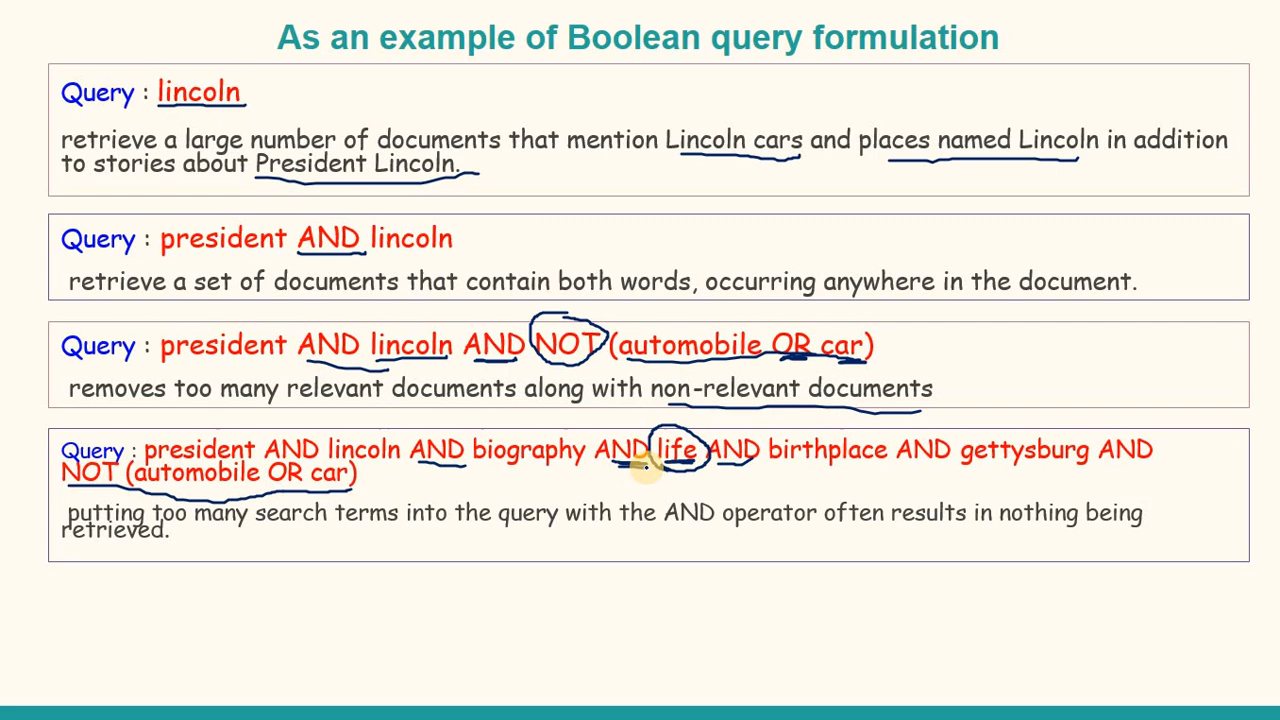 As an example of Boolean query formulation
Query : lincoln
retrieve a large number of documents that mention Lincoln cars and places named Lincoln in addition
to stories about President Lincoln.
Query : president AND lincoln
retrieve a set of documents that contain both words, occurring anywhere in the document.
Query : president AND lincoln AND NOT (automobile OR car)
removes too many relevant documents along with non-relevant documents
Query : president AND lincoln AND biography AND life AND birthplace AND gettysburg AND
NOT (automobile OR car)
putting too many search terms into the query with the AND operator often results in nothing being
retrieved.